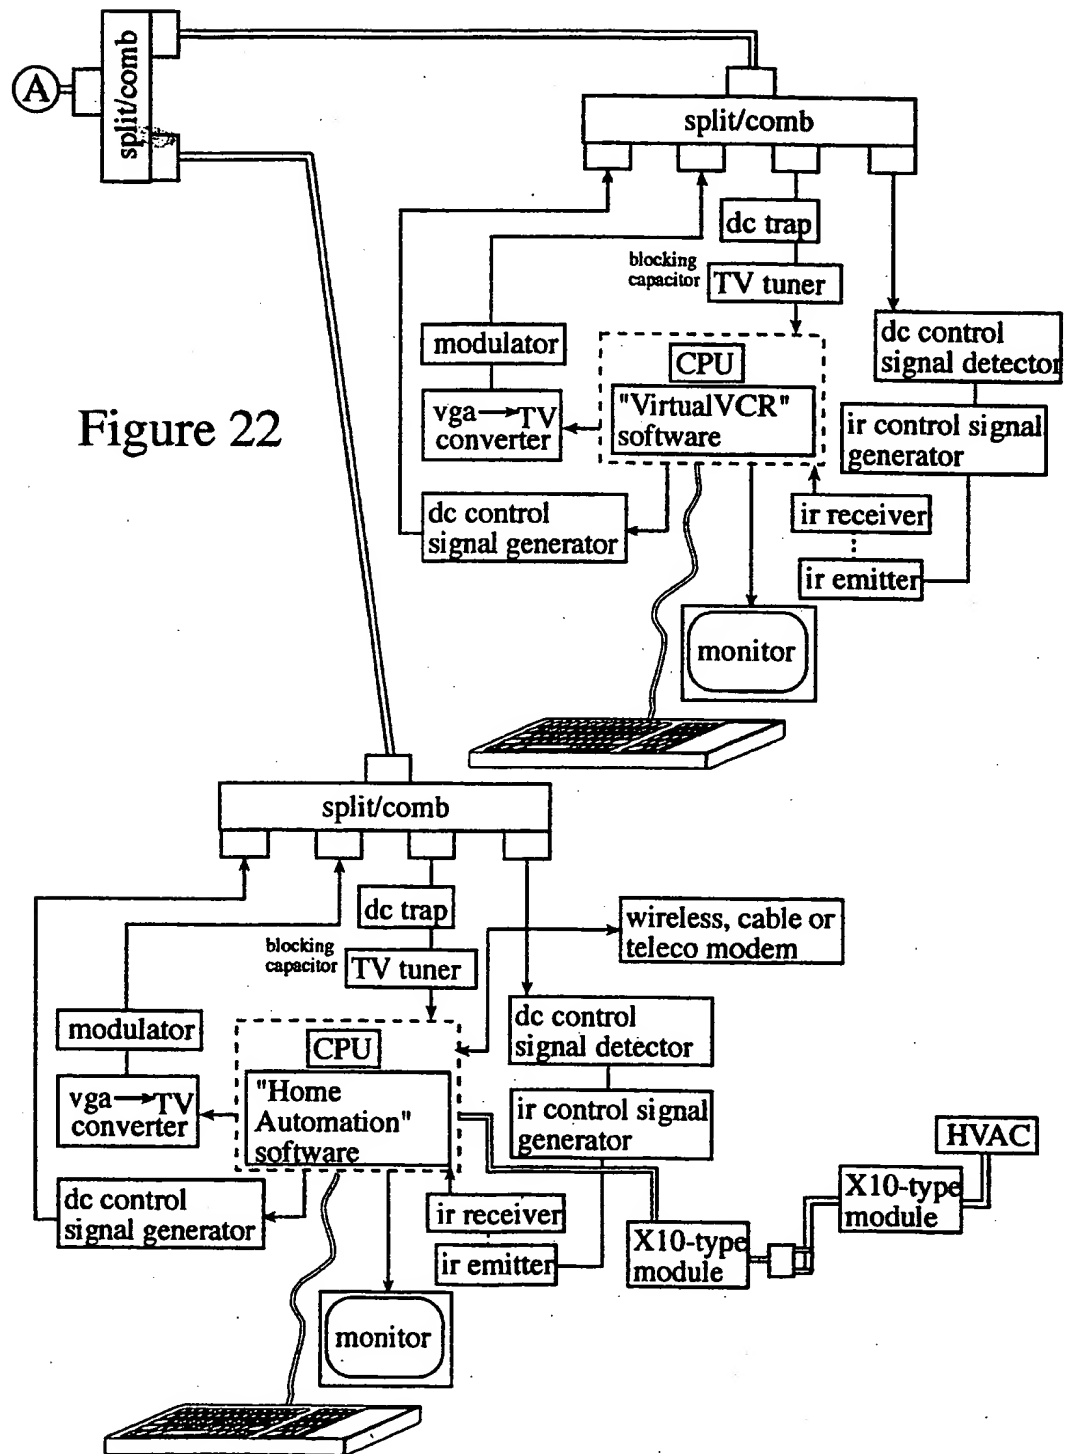 A
split/comb
split/comb
dc trap
blocking
capacitor
TV tuner
modulator
CPU
dc control
signal detector
vga → TV
converter
"VirtualVCR"
software
ir control signal
generator
Figure 22
dc control
signal generator
ir receiver
ir emitter
monitor
split/comb
dc trap
wireless, cable or
teleco modem
blocking
capacitor
TV tuner
modulator
CPU
dc control
signal detector
vga → TV
converter
"Home
Automation"
software
ir control signal
generator
HVAC
dc control
signal generator
ir receiver
X10-type
module
ir emitter
X10-type
module
monitor